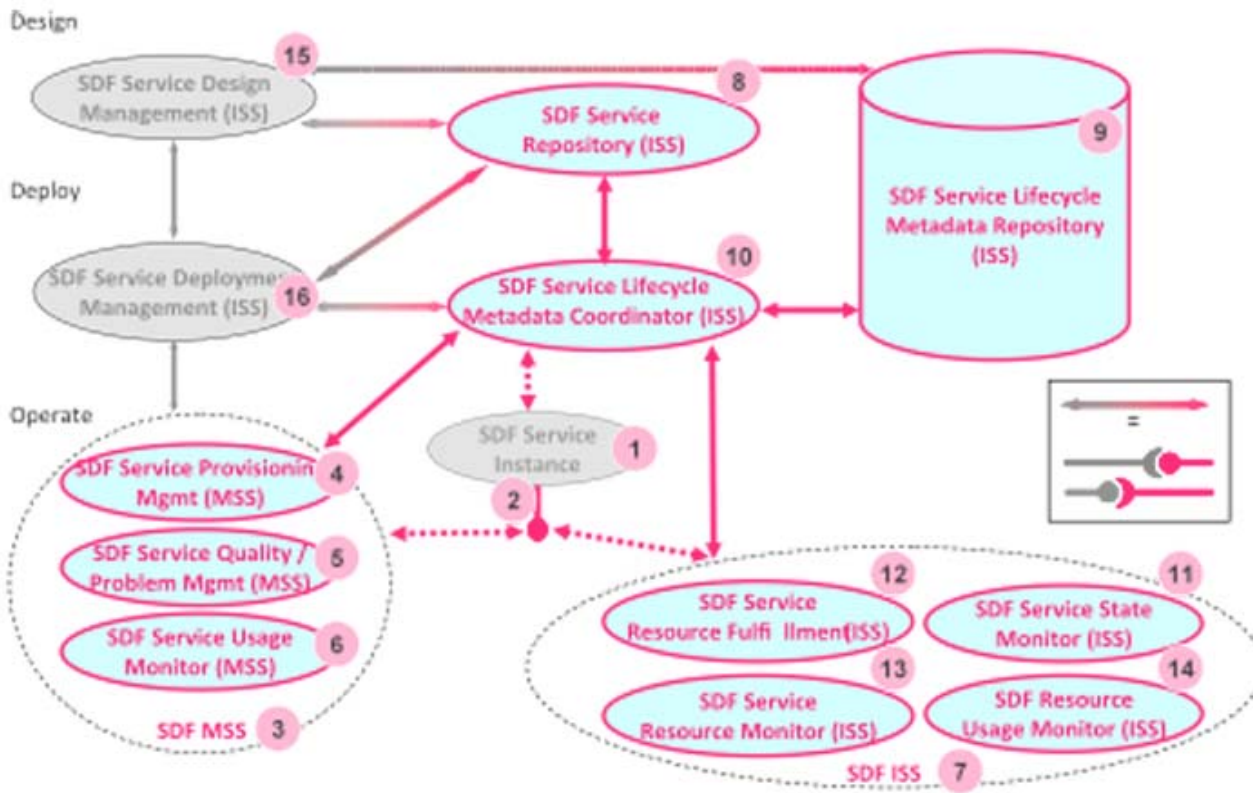 Design
15
SDF Service Design
Management (ISS)
8
SDF Service
Repository (ISS)
9
SDF Service Lifecycle
Metadata Repository
(ISS)
Deploy
10
SDF Service Deployme
Management (ISS)
16
SDF Service Lifecycle
Metadata Coordinator (ISS)
Operate
=
SDF Service
Instance
1
2
SDF Service Provisionin
Mgmt (MSS)
4
SDF Service Quality /
Problem Mgmt (MSS)
5
SDF Service Usage
Monitor (MSS)
6
SDF MSS
3
12
SDF Service
Resource Fulfi llment(ISS)
11
SDF Service State
Monitor (ISS)
13
SDF Service
Resource Monitor (ISS)
14
SDF Resource
Usage Monitor (ISS)
SDF ISS
7